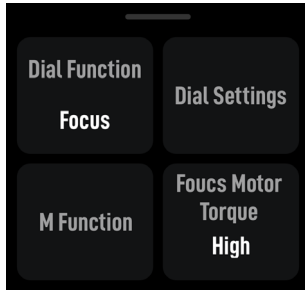 Dial Function
Focus
Dial Settings
M Function
Foucs Motor
Torque
High